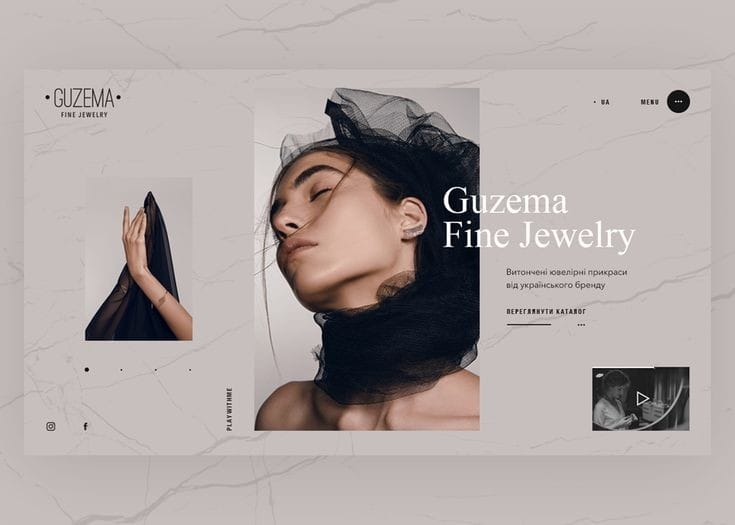 • GUZEMA •
FINE JEWELRY
• UA
MENU
Guzema
Fine Jewelry
Витончені ювелірні прикраси
від українського бренду
ПЕРЕГЛЯНУТИ КАТАЛОГ
PLAYWITHME